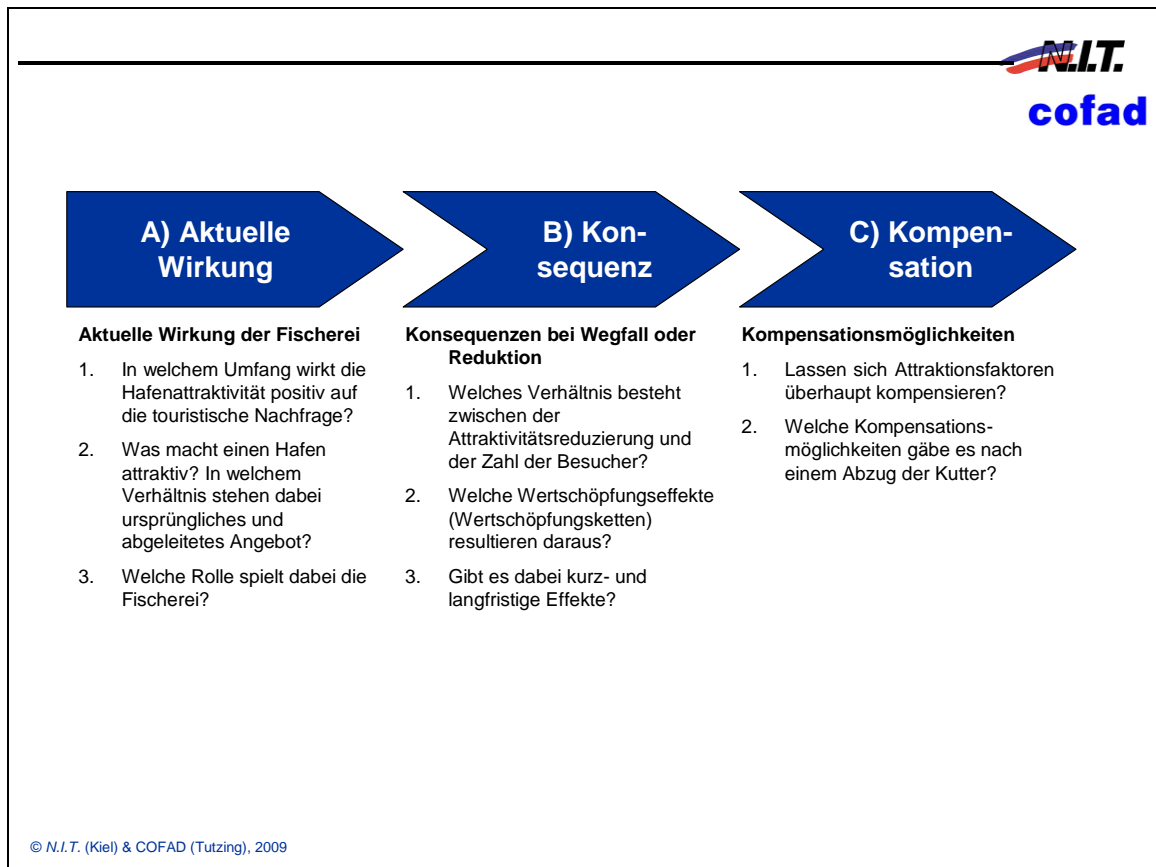 N.I.T.
cofad
A) Aktuelle
Wirkung
B) Kon-
sequenz
C) Kompen-
sation
Aktuelle Wirkung der Fischerei
1. In welchem Umfang wirkt die
Hafenattraktivität positiv auf
die touristische Nachfrage?
2. Was macht einen Hafen
attraktiv? In welchem
Verhältnis stehen dabei
ursprüngliches und
abgeleitetes Angebot?
3. Welche Rolle spielt dabei die
Fischerei?
Konsequenzen bei Wegfall oder
Reduktion
1. Welches Verhältnis besteht
zwischen der
Attraktivitätsreduzierung und
der Zahl der Besucher?
2. Welche Wertschöpfungseffekte
(Wertschöpfungsketten)
resultieren daraus?
3. Gibt es dabei kurz- und
langfristige Effekte?
Kompensationsmöglichkeiten
1. Lassen sich Attraktionsfaktoren
überhaupt kompensieren?
2. Welche Kompensations-
möglichkeiten gäbe es nach
einem Abzug der Kutter?
© N.I.T. (Kiel) & COFAD (Tutzing), 2009